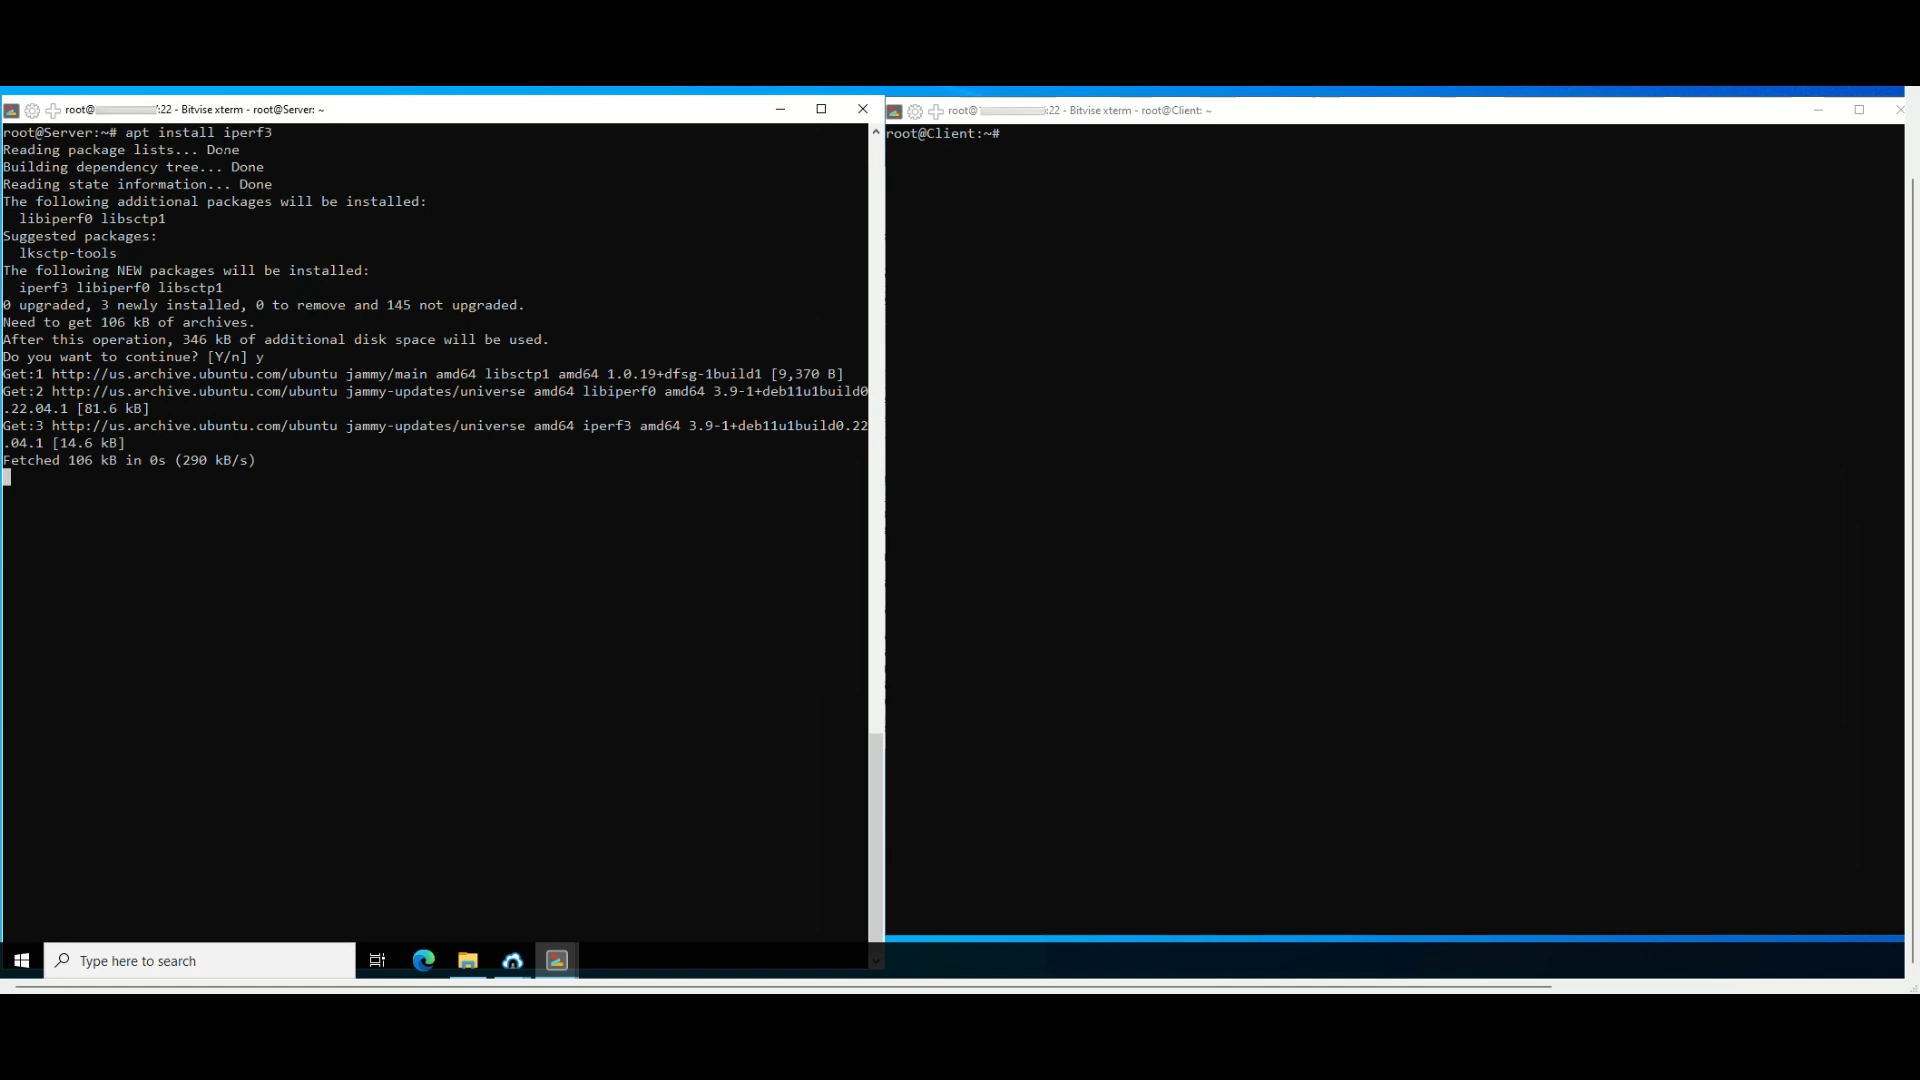 root@ :22 - Bitvise xterm - root@Server: ~
root@Server:~# apt install iperf3
Reading package lists... Done
Building dependency tree... Done
Reading state information... Done
The following additional packages will be installed:
  libiperf0 libsctp1
Suggested packages:
  lksctp-tools
The following NEW packages will be installed:
  iperf3 libiperf0 libsctp1
0 upgraded, 3 newly installed, 0 to remove and 145 not upgraded.
Need to get 106 kB of archives.
After this operation, 346 kB of additional disk space will be used.
Do you want to continue? [Y/n] y
Get:1 http://us.archive.ubuntu.com/ubuntu jammy/main amd64 libsctp1 amd64 1.0.19+dfsg-1build1 [9,370 B]
Get:2 http://us.archive.ubuntu.com/ubuntu jammy-updates/universe amd64 libiperf0 amd64 3.9-1+deb11u1build0
.22.04.1 [81.6 kB]
Get:3 http://us.archive.ubuntu.com/ubuntu jammy-updates/universe amd64 iperf3 amd64 3.9-1+deb11u1build0.22
.04.1 [14.6 kB]
Fetched 106 kB in 0s (290 kB/s)
root@ :22 - Bitvise xterm - root@Client: ~
root@Client:~#
Type here to search